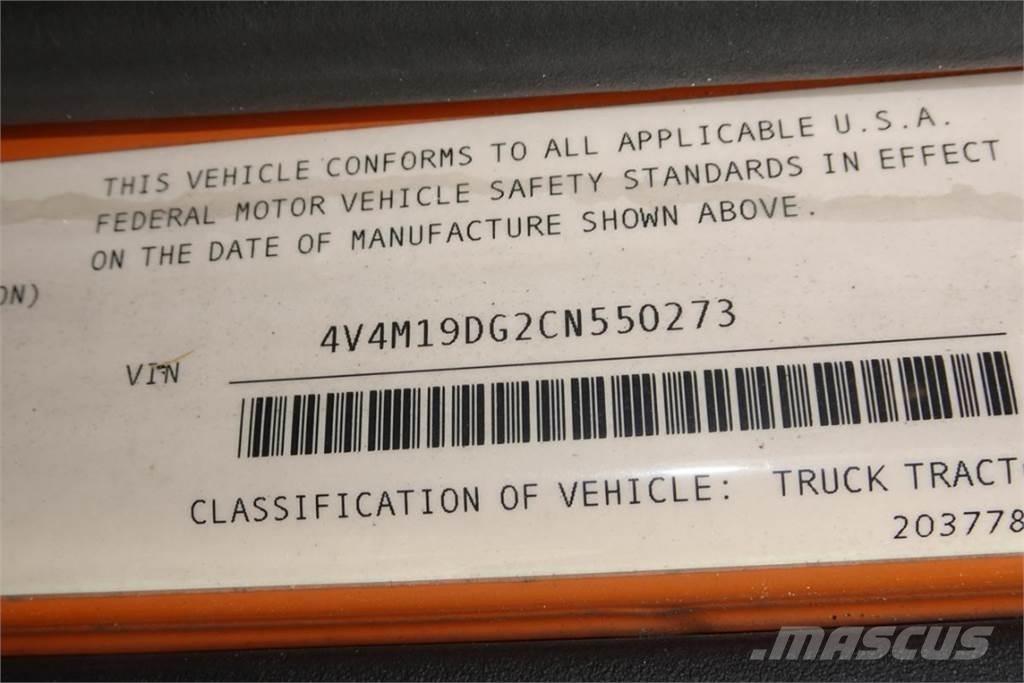 THIS VEHICLE CONFORMS TO ALL APPLICABLE U.S.A.
FEDERAL MOTOR VEHICLE SAFETY STANDARDS IN EFFECT
ON THE DATE OF MANUFACTURE SHOWN ABOVE.
ON)
VIN 4V4M19DG2CN550273
CLASSIFICATION OF VEHICLE: TRUCK TRACT
203778
MASCUS